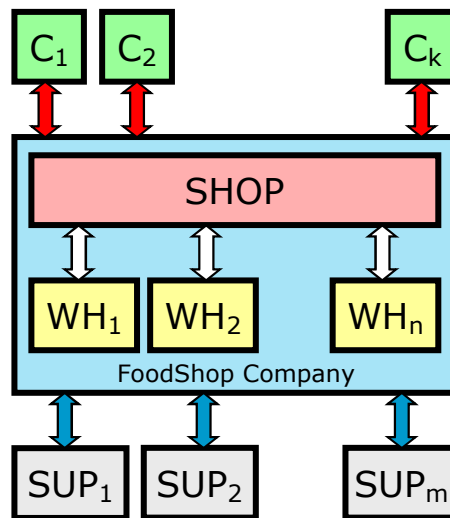 C₁ C₂ Cₖ
SHOP
WH₁ WH₂ WHₙ
FoodShop Company
SUP₁ SUP₂ SUPₘ